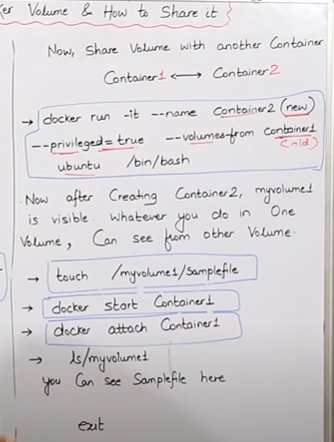 ker Volume & How to Share it
Now, Share Volume with another Container
Container1 ⟷ Container2
→ docker run -it --name Container2 (new)
--privileged=true --volumes-from Container1
(old)
ubuntu /bin/bash
Now after Creating Container2, myvolume1
is visible. Whatever you do in One
Volume, Can see from other Volume.
→ touch /myvolume1/Samplefile
→ docker start Container1
→ docker attach Container1
→ ls/myvolume1
you Can see Samplefile here
exit